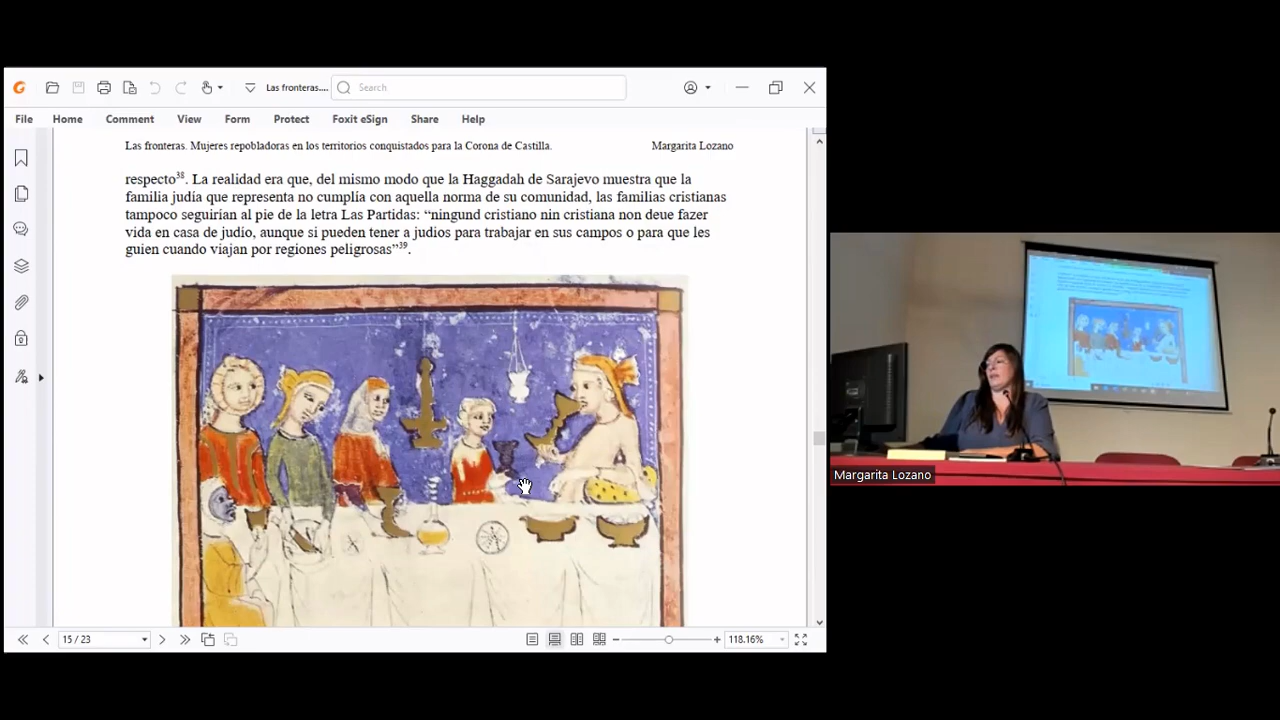 Las fronteras....
Search
File Home Comment View Form Protect Foxit eSign Share Help
Las fronteras. Mujeres repobladoras en los territorios conquistados para la Corona de Castilla. Margarita Lozano
respecto³⁸. La realidad era que, del mismo modo que la Haggadah de Sarajevo muestra que la
familia judía que representa no cumplía con aquella norma de su comunidad, las familias cristianas
tampoco seguirían al pie de la letra Las Partidas: “ningund cristiano nin cristiana non deue fazer
vida en casa de judio, aunque si pueden tener a judios para trabajar en sus campos o para que les
guien cuando viajan por regiones peligrosas”³⁹.
15 / 23
118.16%
Margarita Lozano